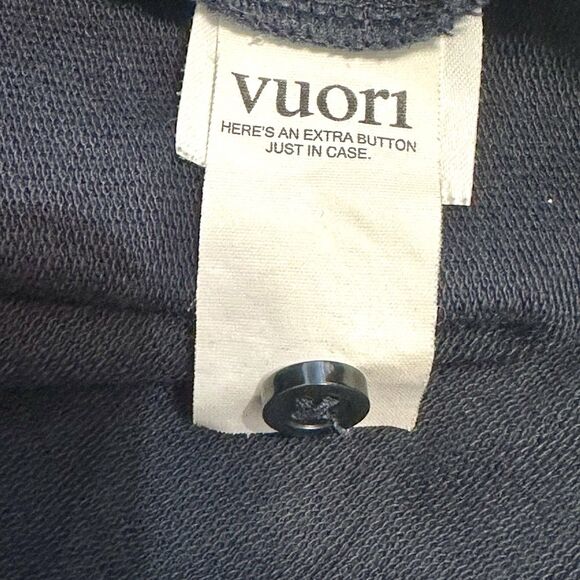 vuori
HERE'S AN EXTRA BUTTON
JUST IN CASE.